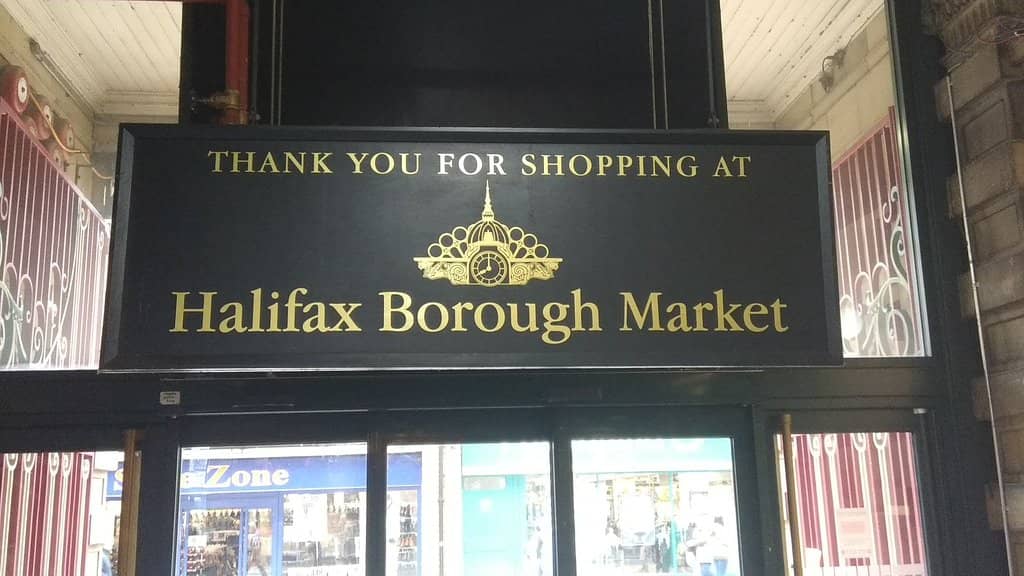 THANK YOU FOR SHOPPING AT
Halifax Borough Market
Zone